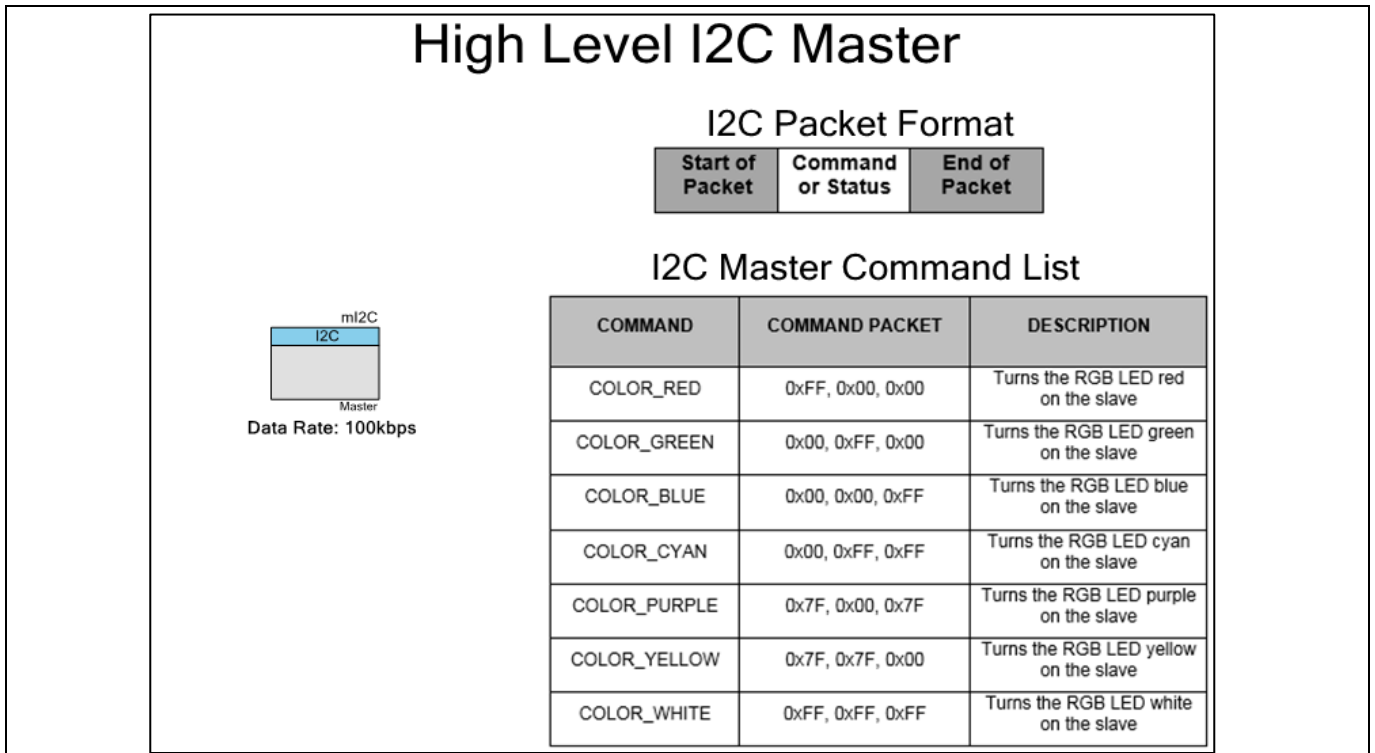 High Level I2C Master
I2C Packet Format
Start of Packet Command or Status End of Packet
I2C Master Command List
mI2C
I2C
Master
Data Rate: 100kbps
COMMAND COMMAND PACKET DESCRIPTION
COLOR_RED 0xFF, 0x00, 0x00 Turns the RGB LED red on the slave
COLOR_GREEN 0x00, 0xFF, 0x00 Turns the RGB LED green on the slave
COLOR_BLUE 0x00, 0x00, 0xFF Turns the RGB LED blue on the slave
COLOR_CYAN 0x00, 0xFF, 0xFF Turns the RGB LED cyan on the slave
COLOR_PURPLE 0x7F, 0x00, 0x7F Turns the RGB LED purple on the slave
COLOR_YELLOW 0x7F, 0x7F, 0x00 Turns the RGB LED yellow on the slave
COLOR_WHITE 0xFF, 0xFF, 0xFF Turns the RGB LED white on the slave